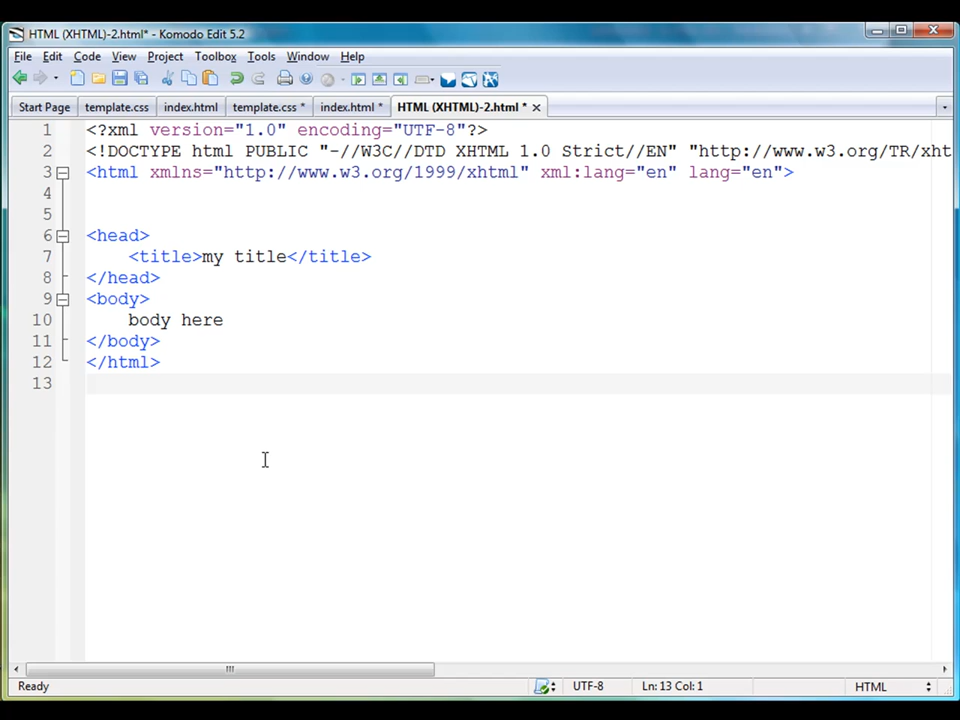 HTML (XHTML)-2.html* - Komodo Edit 5.2
File Edit Code View Project Toolbox Tools Window Help
Start Page template.css index.html template.css * index.html * HTML (XHTML)-2.html *
1 <?xml version="1.0" encoding="UTF-8"?>
2 <!DOCTYPE html PUBLIC "-//W3C//DTD XHTML 1.0 Strict//EN" "http://www.w3.org/TR/xht
3 <html xmlns="http://www.w3.org/1999/xhtml" xml:lang="en" lang="en">
4
5
6 <head>
7 <title>my title</title>
8 </head>
9 <body>
10 body here
11 </body>
12 </html>
13
Ready UTF-8 Ln: 13 Col: 1 HTML